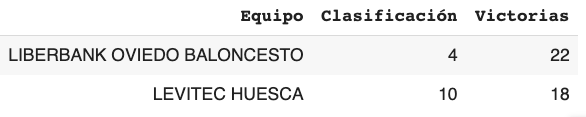 Equipo Clasificación Victorias
LIBERBANK OVIEDO BALONCESTO 4 22
LEVITEC HUESCA 10 18